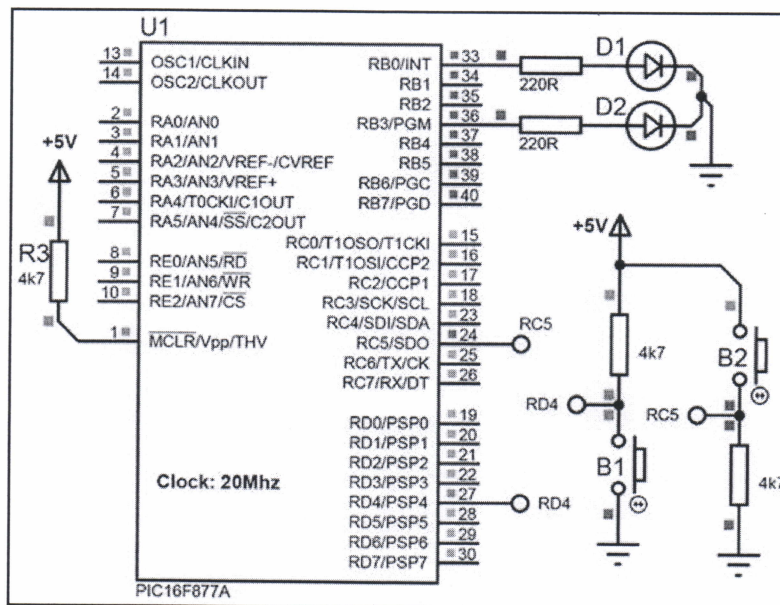 U1
13 OSC1/CLKIN
14 OSC2/CLKOUT
2 RA0/AN0
3 RA1/AN1
4 RA2/AN2/VREF-/CVREF
5 RA3/AN3/VREF+
6 RA4/T0CKI/C1OUT
7 RA5/AN4/SS/C2OUT
8 RE0/AN5/RD
9 RE1/AN6/WR
10 RE2/AN7/CS
1 MCLR/Vpp/THV
+5V
R3
4k7
RB0/INT 33
RB1 34
RB2 35
RB3/PGM 36
RB4 37
RB5 38
RB6/PGC 39
RB7/PGD 40
RC0/T1OSO/T1CKI 15
RC1/T1OSI/CCP2 16
RC2/CCP1 17
RC3/SCK/SCL 18
RC4/SDI/SDA 23
RC5/SDO 24
RC6/TX/CK 25
RC7/RX/DT 26
RD0/PSP0 19
RD1/PSP1 20
RD2/PSP2 21
RD3/PSP3 22
RD4/PSP4 27
RD5/PSP5 28
RD6/PSP6 29
RD7/PSP7 30
Clock: 20Mhz
PIC16F877A
220R
D1
220R
D2
RC5
RD4
+5V
4k7
RD4
B1
B2
RC5
4k7